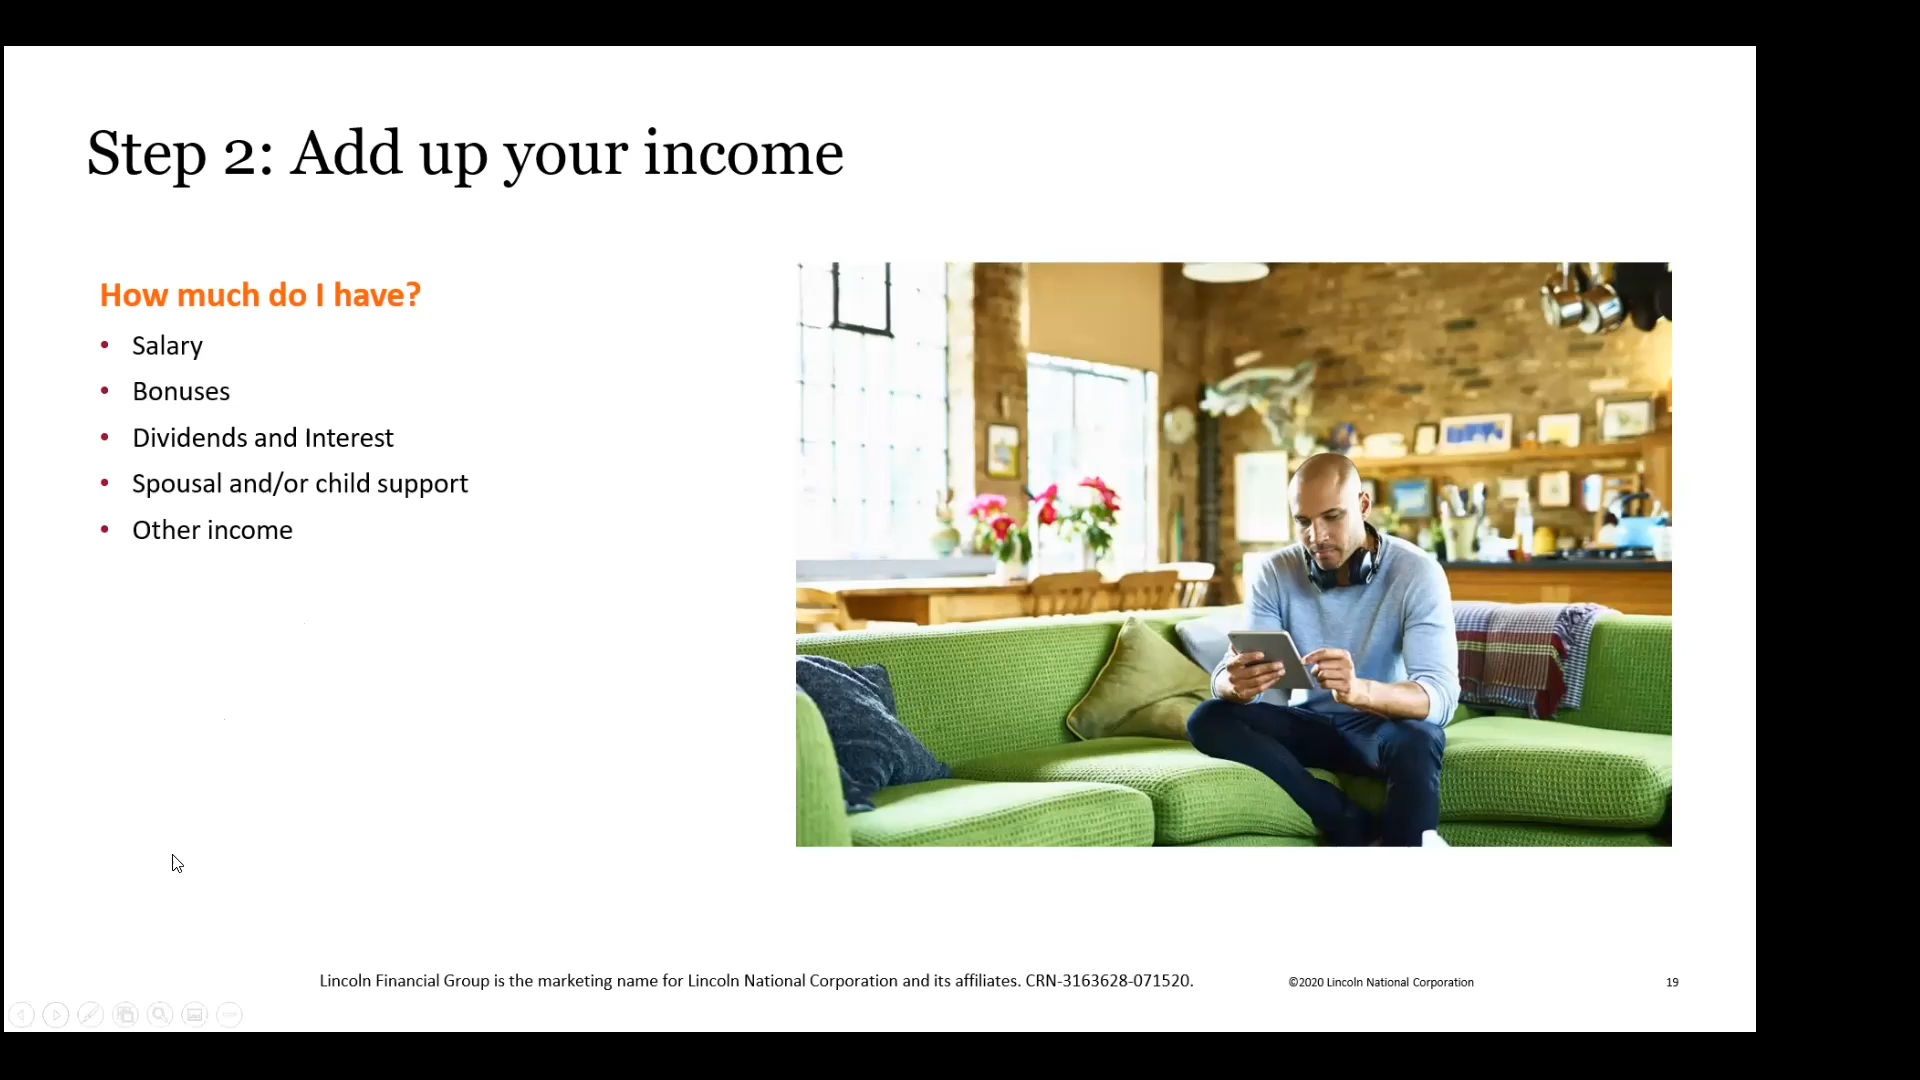 Step 2: Add up your income
How much do I have?
• Salary
• Bonuses
• Dividends and Interest
• Spousal and/or child support
• Other income
Lincoln Financial Group is the marketing name for Lincoln National Corporation and its affiliates. CRN-3163628-071520.
©2020 Lincoln National Corporation
19